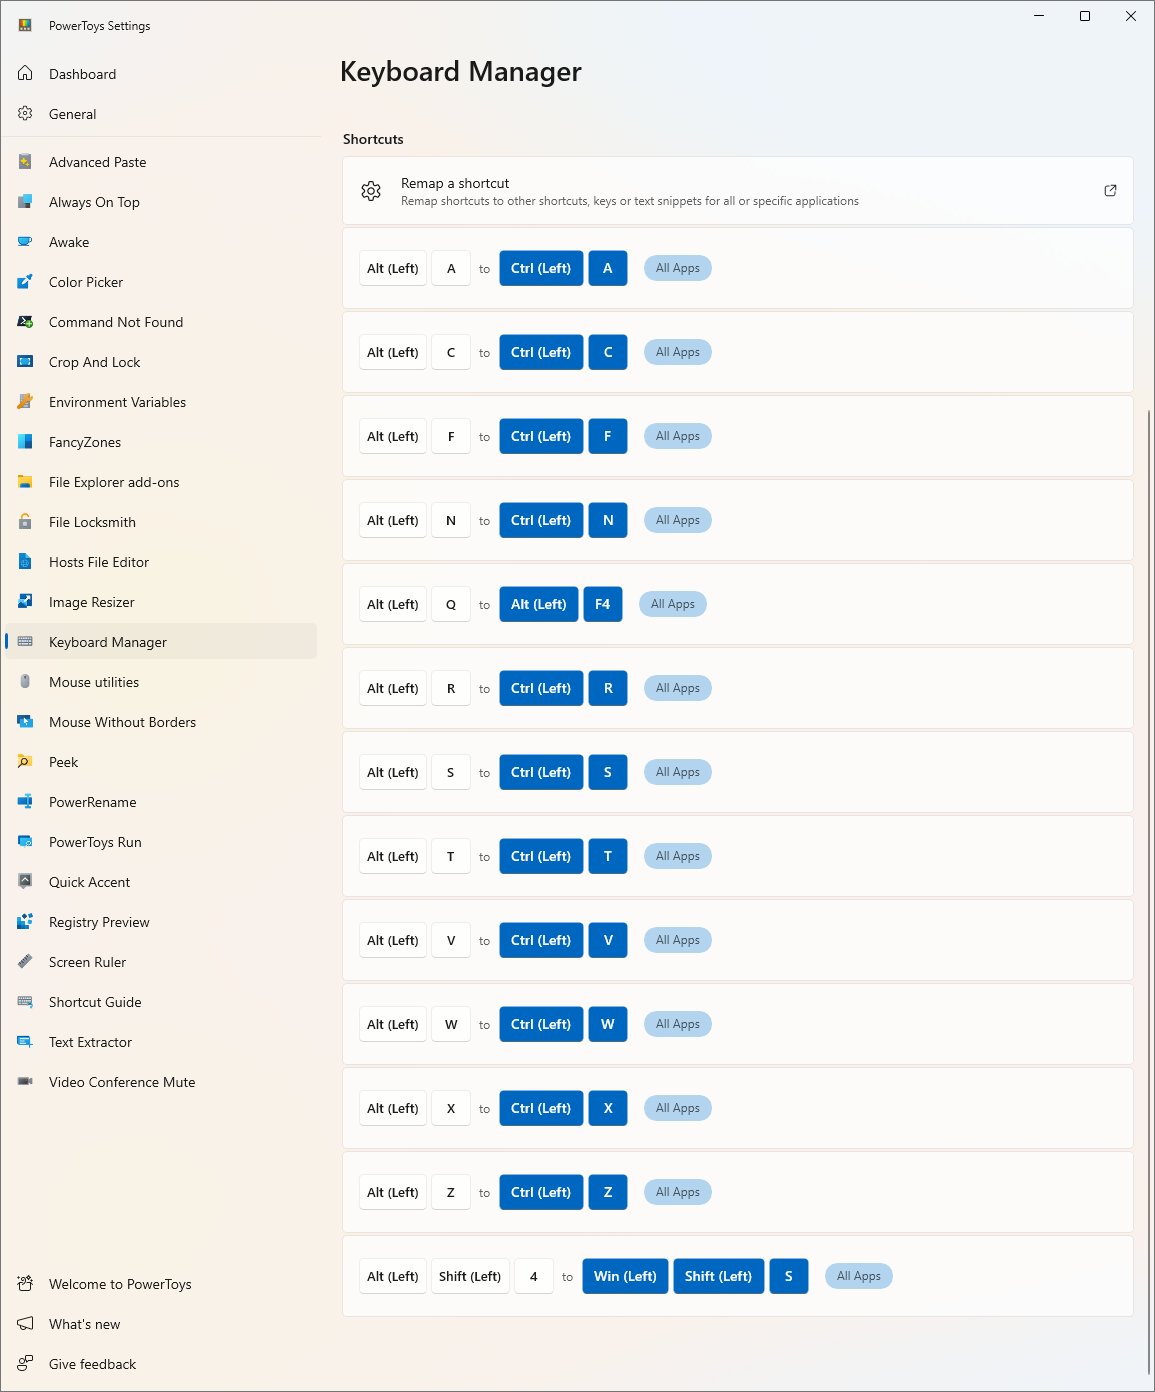 PowerToys Settings
Dashboard
General
Advanced Paste
Always On Top
Awake
Color Picker
Command Not Found
Crop And Lock
Environment Variables
FancyZones
File Explorer add-ons
File Locksmith
Hosts File Editor
Image Resizer
Keyboard Manager
Mouse utilities
Mouse Without Borders
Peek
PowerRename
PowerToys Run
Quick Accent
Registry Preview
Screen Ruler
Shortcut Guide
Text Extractor
Video Conference Mute
Welcome to PowerToys
What's new
Give feedback
Keyboard Manager
Shortcuts
Remap a shortcut
Remap shortcuts to other shortcuts, keys or text snippets for all or specific applications
Alt (Left) A to Ctrl (Left) A All Apps
Alt (Left) C to Ctrl (Left) C All Apps
Alt (Left) F to Ctrl (Left) F All Apps
Alt (Left) N to Ctrl (Left) N All Apps
Alt (Left) Q to Alt (Left) F4 All Apps
Alt (Left) R to Ctrl (Left) R All Apps
Alt (Left) S to Ctrl (Left) S All Apps
Alt (Left) T to Ctrl (Left) T All Apps
Alt (Left) V to Ctrl (Left) V All Apps
Alt (Left) W to Ctrl (Left) W All Apps
Alt (Left) X to Ctrl (Left) X All Apps
Alt (Left) Z to Ctrl (Left) Z All Apps
Alt (Left) Shift (Left) 4 to Win (Left) Shift (Left) S All Apps